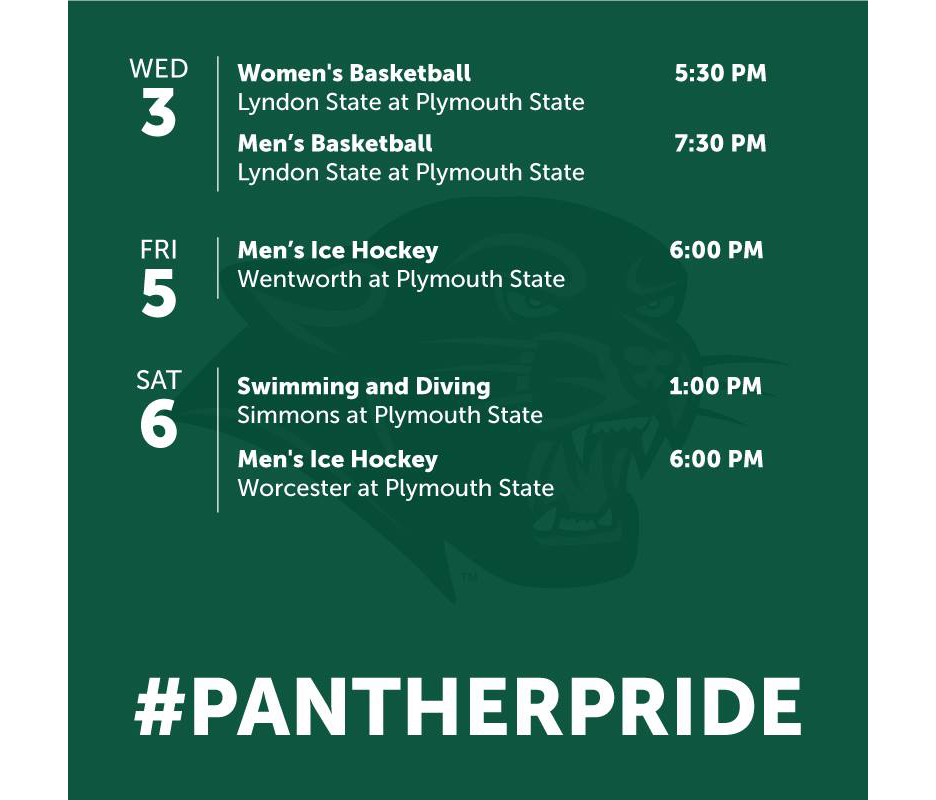 WED
3
Women's Basketball 5:30 PM
Lyndon State at Plymouth State
Men’s Basketball 7:30 PM
Lyndon State at Plymouth State
FRI
5
Men’s Ice Hockey 6:00 PM
Wentworth at Plymouth State
SAT
6
Swimming and Diving 1:00 PM
Simmons at Plymouth State
Men's Ice Hockey 6:00 PM
Worcester at Plymouth State
TM
#PANTHERPRIDE